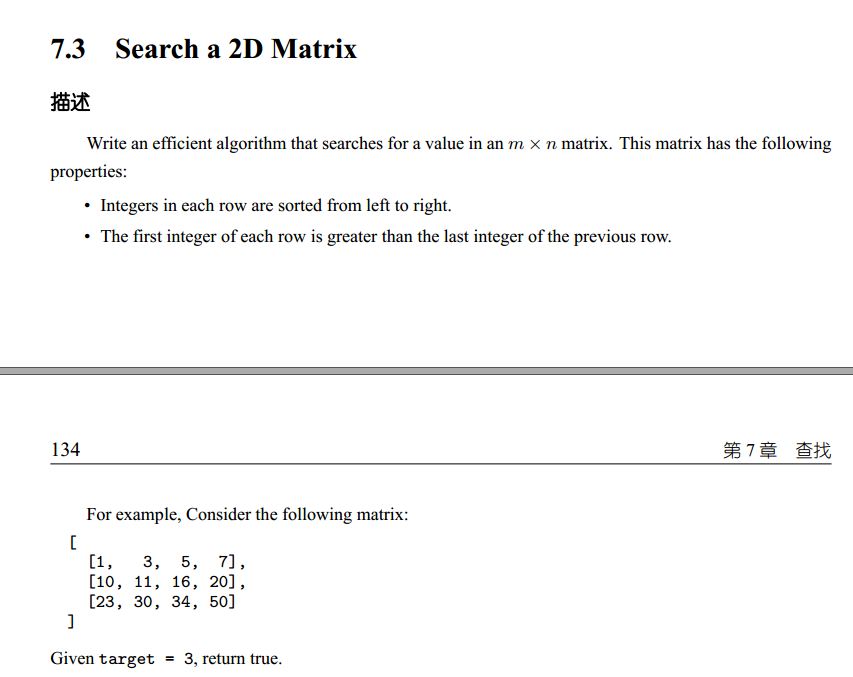 7.3 Search a 2D Matrix
描述
Write an efficient algorithm that searches for a value in an m × n matrix. This matrix has the following
properties:
• Integers in each row are sorted from left to right.
• The first integer of each row is greater than the last integer of the previous row.
134 第 7 章 查找
For example, Consider the following matrix:
[
[1, 3, 5, 7],
[10, 11, 16, 20],
[23, 30, 34, 50]
]
Given target = 3, return true.